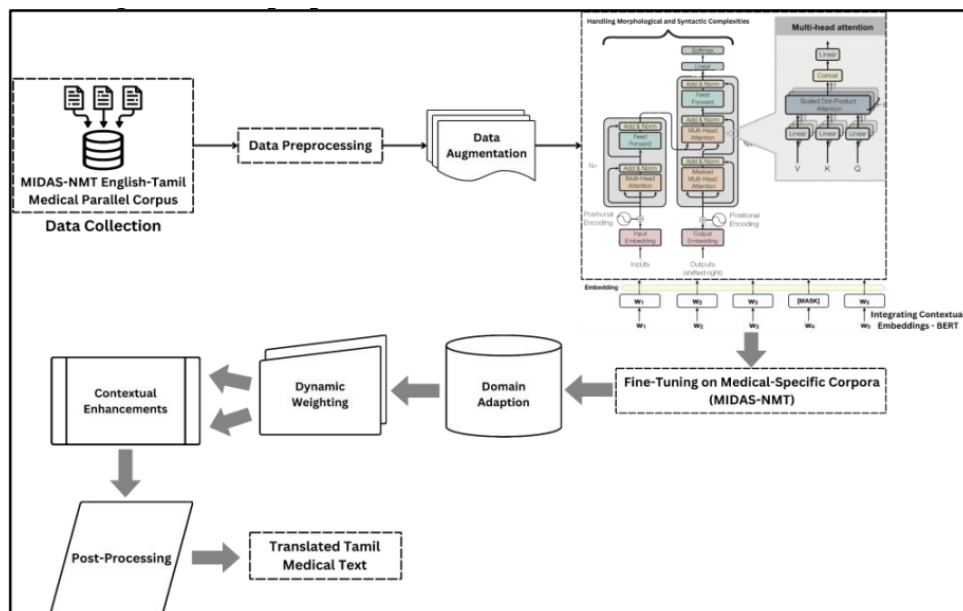 Handling Morphological and Syntactic Complexities
Multi-head attention
Linear
Concat
Scaled Dot-Product
Attention
Linear
Linear
Linear
V
K
Q
Softmax
Linear
Add & Norm
Feed
Forward
Add & Norm
Multi-Head
Attention
Add & Norm
Masked
Multi-Head
Attention
Add & Norm
Feed
Forward
Add & Norm
Multi-Head
Attention
N×
N×
Positional
Encoding
Positional
Encoding
Input
Embedding
Output
Embedding
Inputs
Outputs
(shifted right)
MIDAS-NMT English-Tamil
Medical Parallel Corpus
Data Collection
Data Preprocessing
Data
Augmentation
Embedding
W₁
W₂
W₃
[MASK]
W₅
W₁
W₂
W₃
W₄
W₅
Integrating Contextual
Embeddings - BERT
Fine-Tuning on Medical-Specific Corpora
(MIDAS-NMT)
Domain
Adaption
Dynamic
Weighting
Contextual
Enhancements
Post-Processing
Translated Tamil
Medical Text